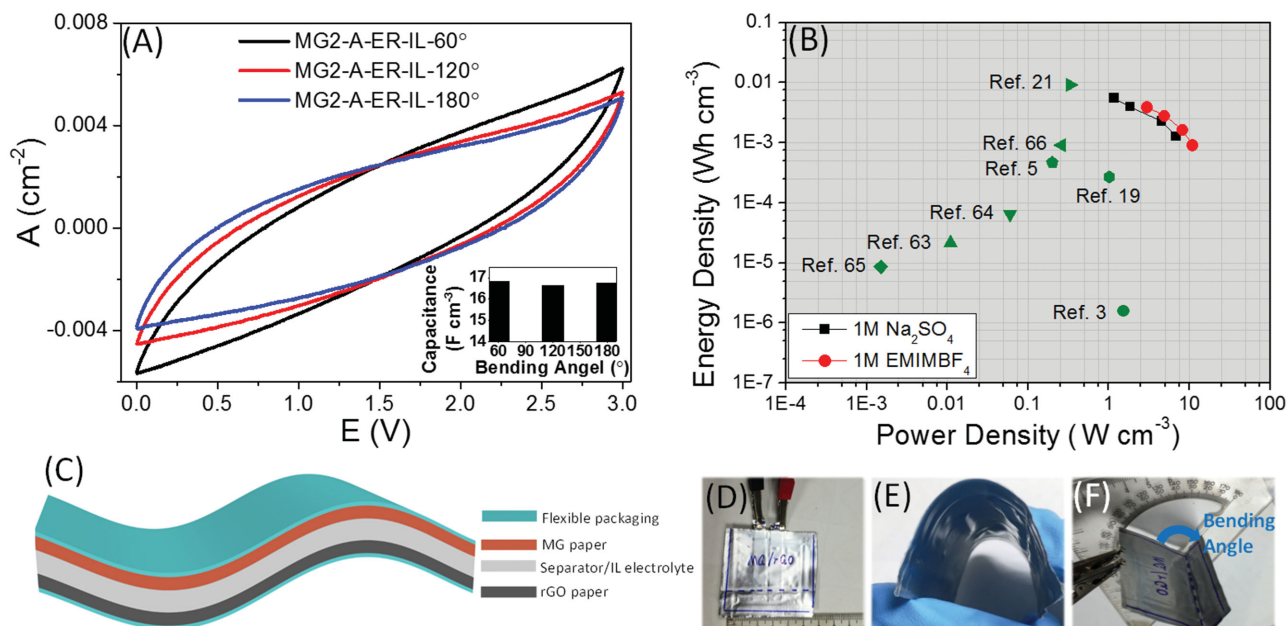 (A)
MG2-A-ER-IL-60°
MG2-A-ER-IL-120°
MG2-A-ER-IL-180°
0.008
0.004
0.000
-0.004
A (cm⁻²)
0.0 0.5 1.0 1.5 2.0 2.5 3.0
E (V)
Capacitance
(F cm⁻³)
17
16
15
14
60 90 120 150 180
Bending Angel (°)
(B)
0.1
0.01
1E-3
1E-4
1E-5
1E-6
1E-7
Energy Density (Wh cm⁻³)
Ref. 21
Ref. 66
Ref. 5
Ref. 19
Ref. 64
Ref. 63
Ref. 65
Ref. 3
1M Na₂SO₄
1M EMIMBF₄
1E-4 1E-3 0.01 0.1 1 10 100
Power Density ( W cm⁻³)
(C)
Flexible packaging
MG paper
Separator/IL electrolyte
rGO paper
(D)
(E)
(F)
Bending
Angle